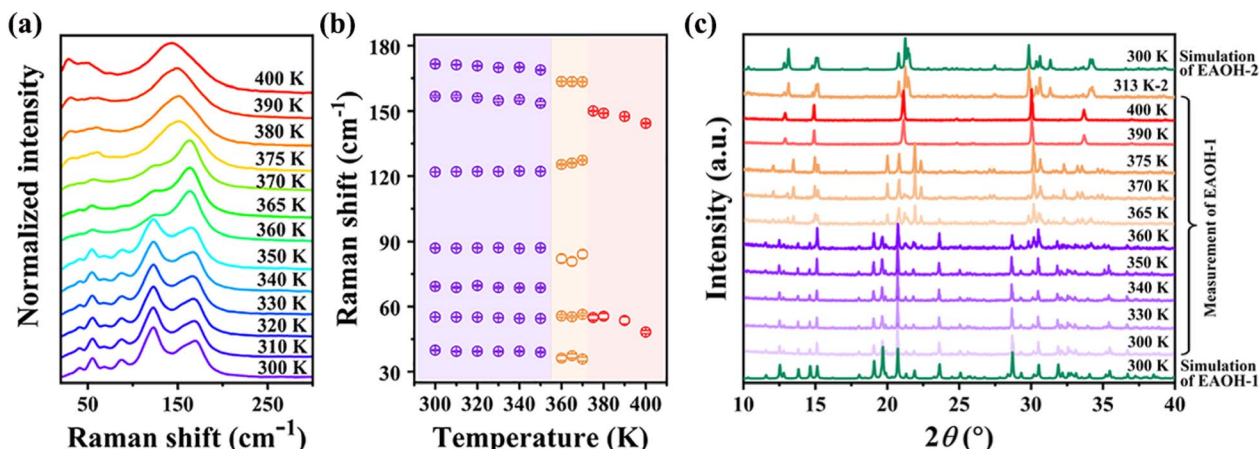 (a)
Normalized intensity
400 K
390 K
380 K
375 K
370 K
365 K
360 K
350 K
340 K
330 K
320 K
310 K
300 K
50
150
250
Raman shift (cm⁻¹)
(b)
Raman shift (cm⁻¹)
180
150
120
90
60
30
300
320
340
360
380
400
Temperature (K)
(c)
Intensity (a.u.)
300 K
313 K-2
400 K
390 K
375 K
370 K
365 K
360 K
350 K
340 K
330 K
300 K
300 K
Simulation
of EAOH-2
Measurement of EAOH-1
Simulation
of EAOH-1
10
15
20
25
30
35
40
2θ (°)